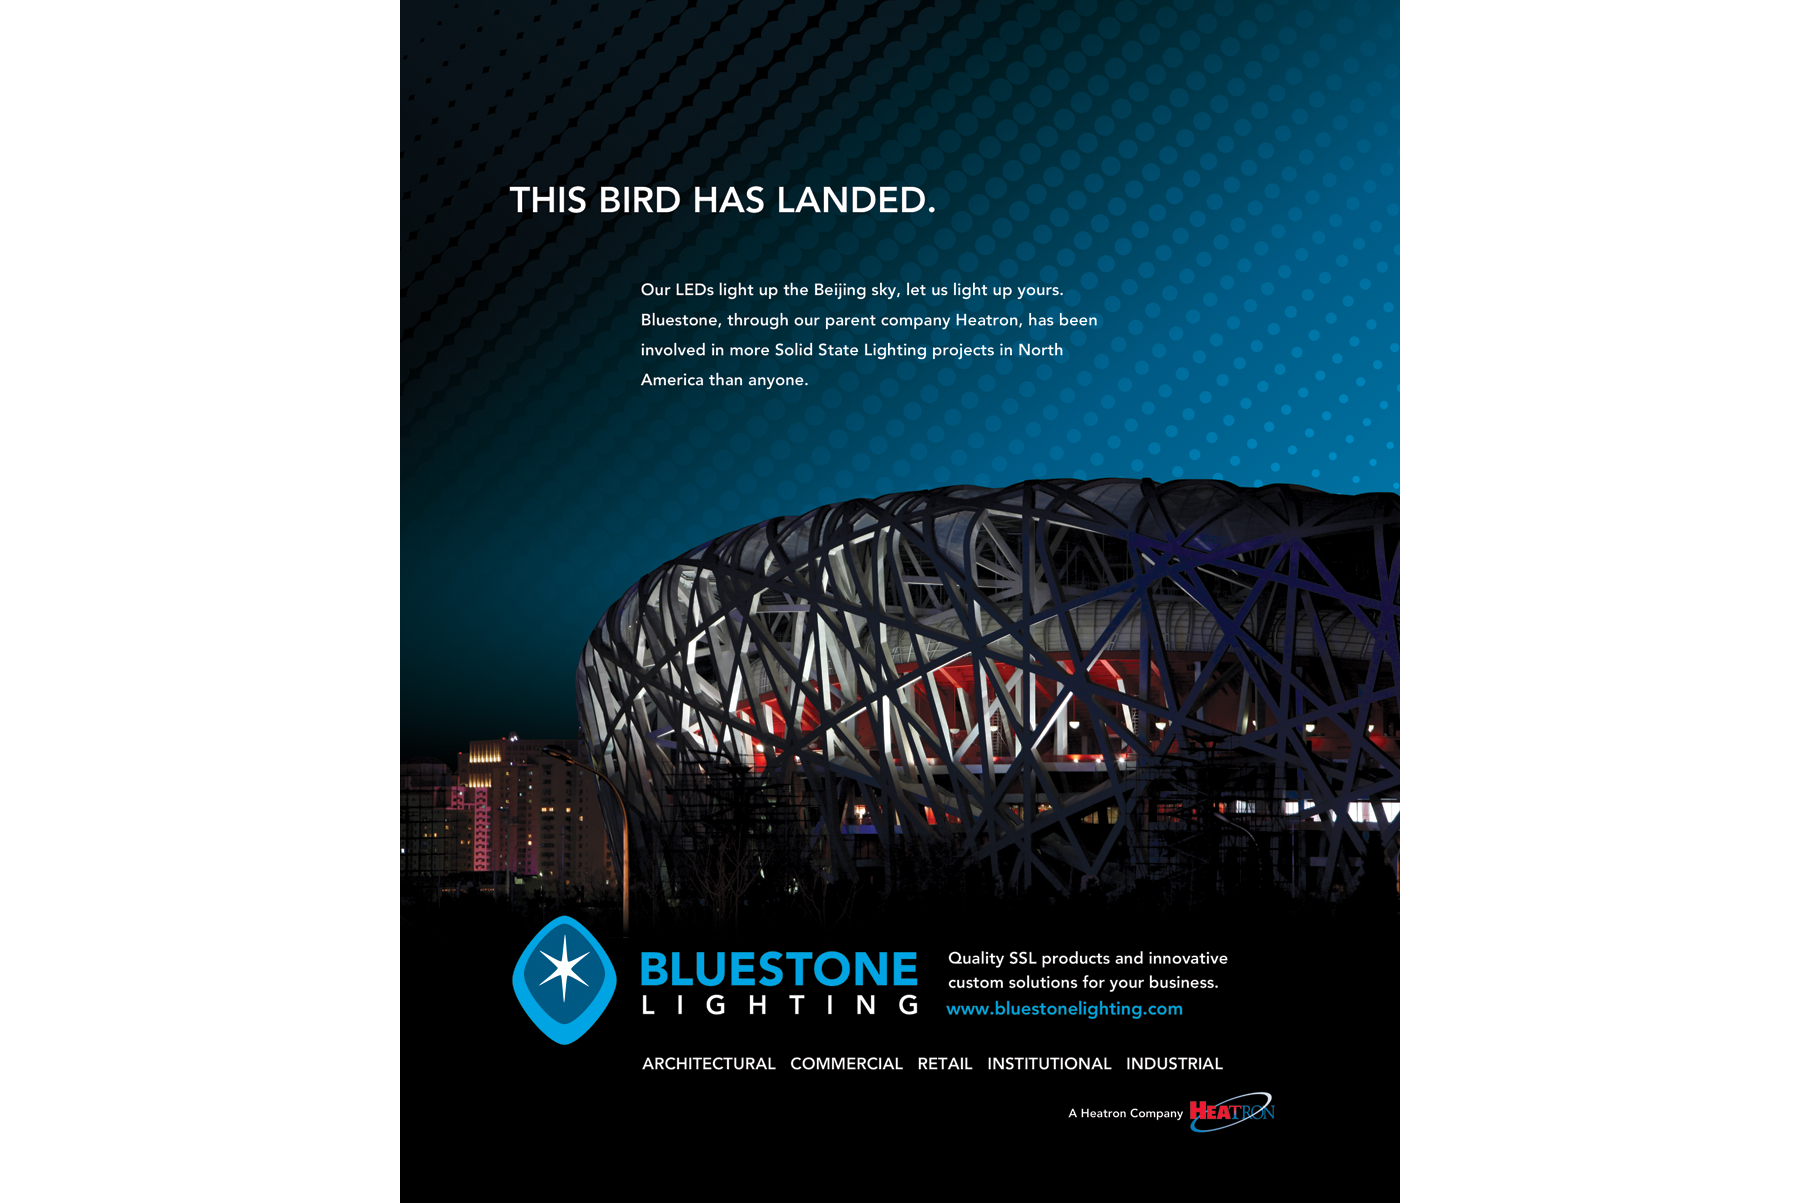 THIS BIRD HAS LANDED.
Our LEDs light up the Beijing sky, let us light up yours.
Bluestone, through our parent company Heatron, has been
involved in more Solid State Lighting projects in North
America than anyone.
BLUESTONE
LIGHTING
Quality SSL products and innovative
custom solutions for your business.
www.bluestonelighting.com
ARCHITECTURAL COMMERCIAL RETAIL INSTITUTIONAL INDUSTRIAL
A Heatron Company HEATRON